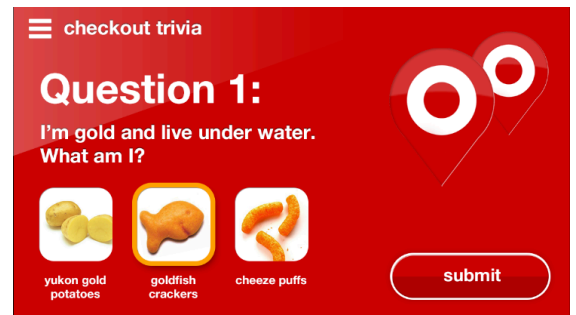 checkout trivia
Question 1:
I'm gold and live under water.
What am I?
yukon gold
potatoes
goldfish
crackers
cheeze puffs
submit